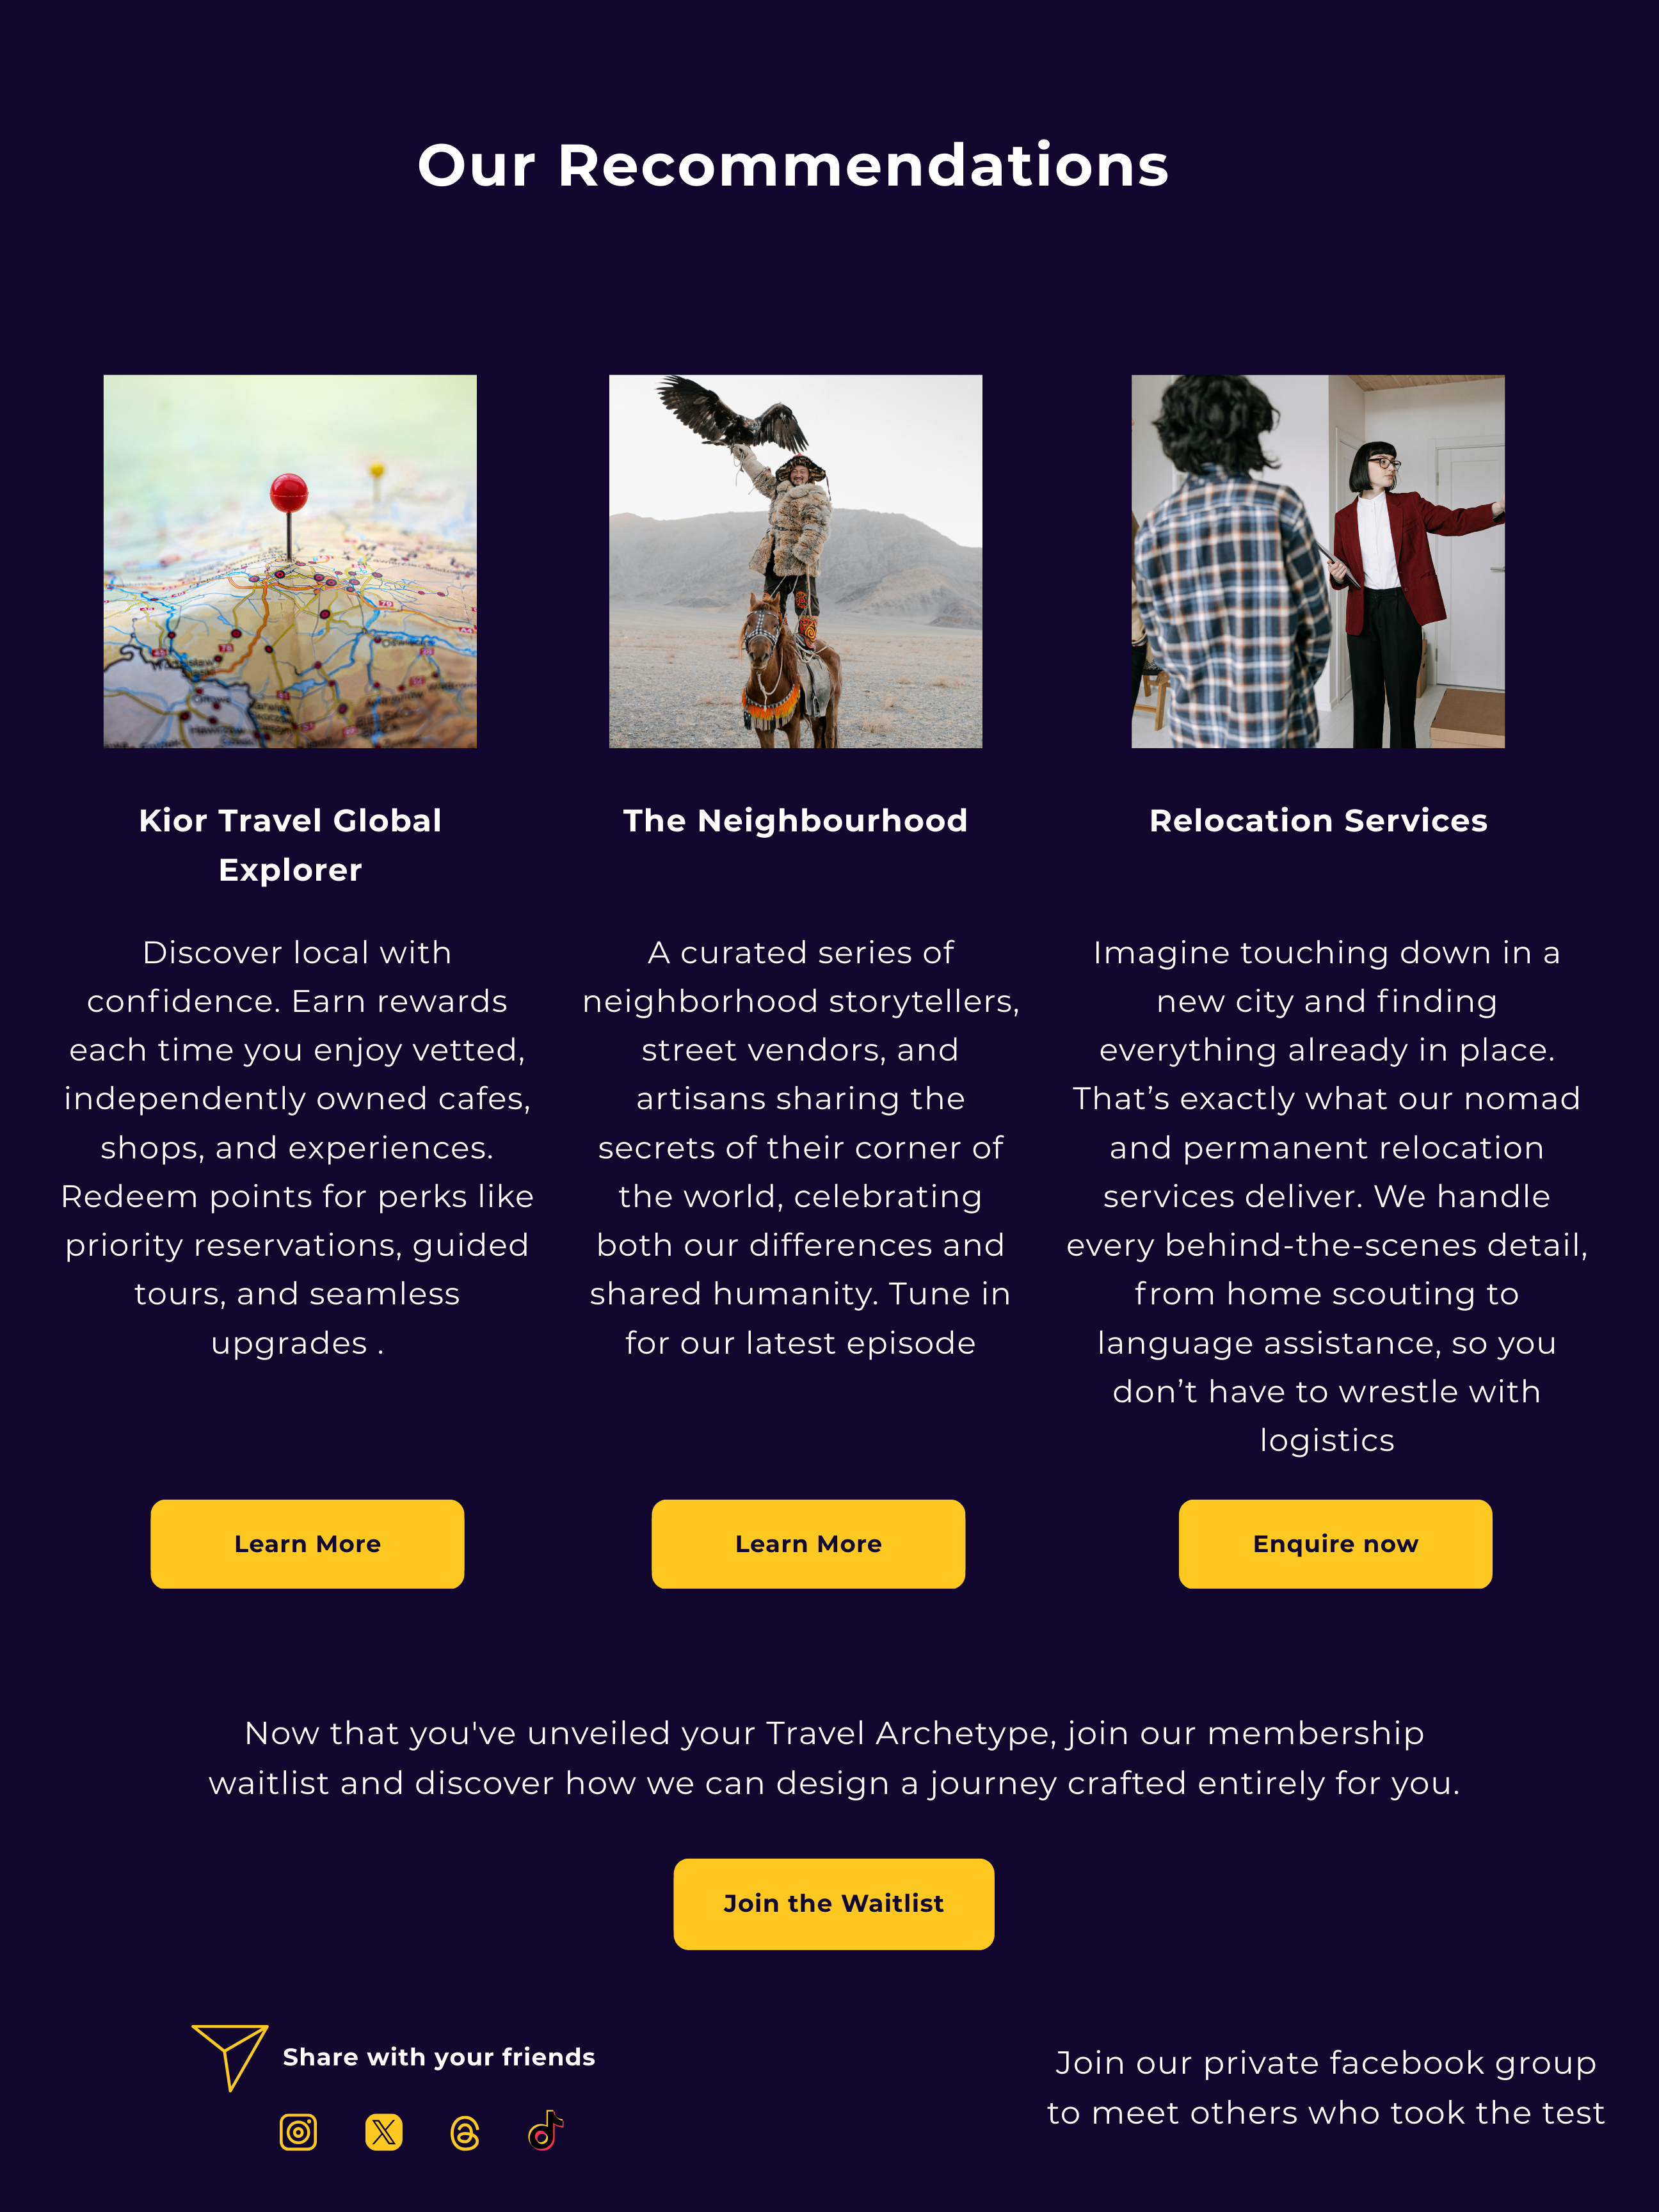 Our Recommendations
Kior Travel Global
Explorer
Discover local with
confidence. Earn rewards
each time you enjoy vetted,
independently owned cafes,
shops, and experiences.
Redeem points for perks like
priority reservations, guided
tours, and seamless
upgrades .
Learn More
The Neighbourhood
A curated series of
neighborhood storytellers,
street vendors, and
artisans sharing the
secrets of their corner of
the world, celebrating
both our differences and
shared humanity. Tune in
for our latest episode
Learn More
Relocation Services
Imagine touching down in a
new city and finding
everything already in place.
That’s exactly what our nomad
and permanent relocation
services deliver. We handle
every behind-the-scenes detail,
from home scouting to
language assistance, so you
don’t have to wrestle with
logistics
Enquire now
Now that you've unveiled your Travel Archetype, join our membership
waitlist and discover how we can design a journey crafted entirely for you.
Join the Waitlist
Share with your friends
Join our private facebook group
to meet others who took the test